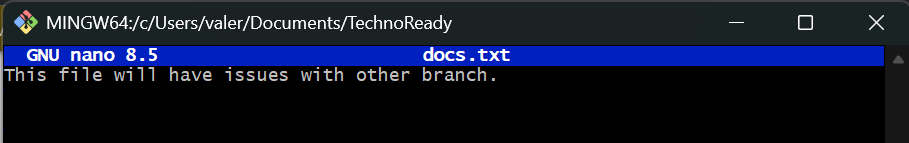 MINGW64:/c/Users/valer/Documents/TechnoReady
GNU nano 8.5 docs.txt
This file will have issues with other branch.